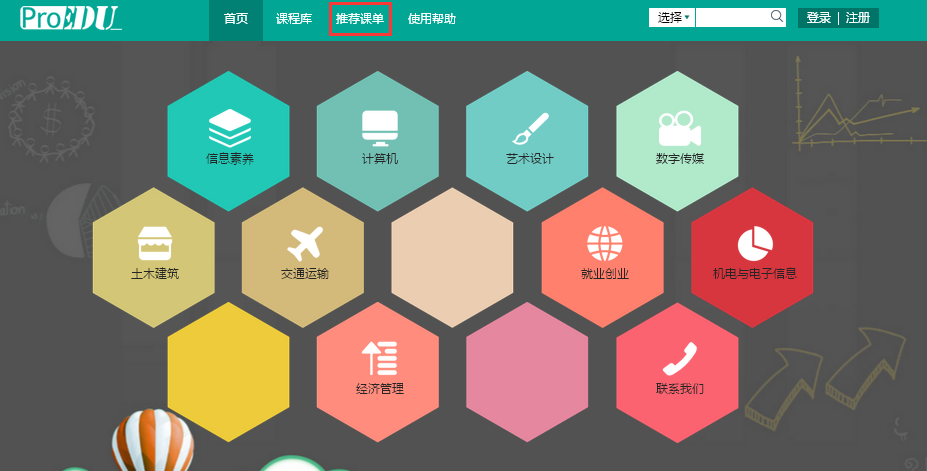 ProEDU_
首页 课程库 推荐课单 使用帮助 选择 登录 | 注册
信息素养 计算机 艺术设计 数字传媒
土木建筑 交通运输 就业创业 机电与电子信息
经济管理 联系我们